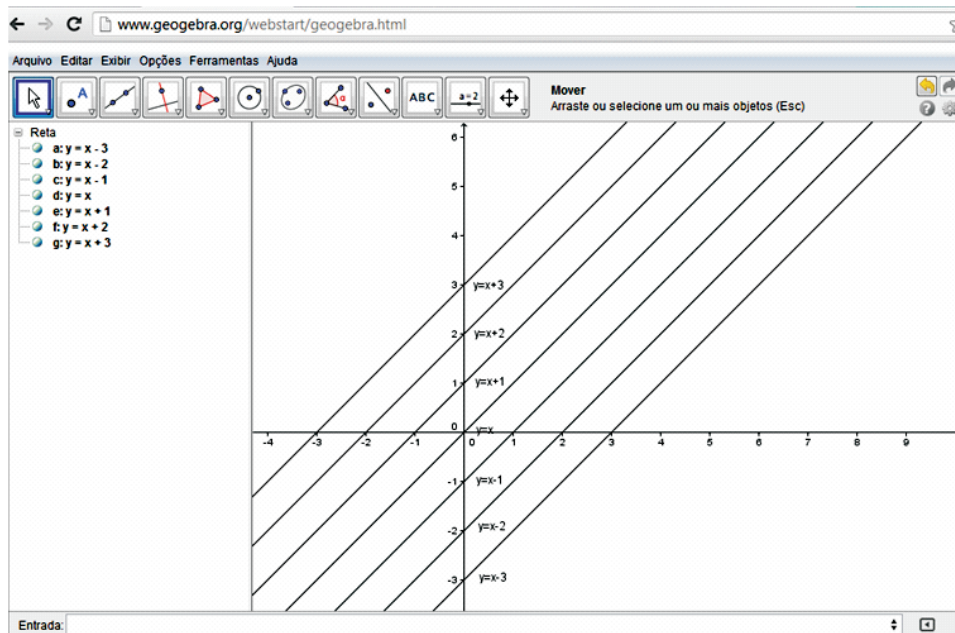 www.geogebra.org/webstart/geogebra.html
Arquivo Editar Exibir Opções Ferramentas Ajuda
A
α
ABC
a=2
Mover
Arraste ou selecione um ou mais objetos (Esc)
Reta
a: y = x - 3
b: y = x - 2
c: y = x - 1
d: y = x
e: y = x + 1
f: y = x + 2
g: y = x + 3
6
5
4
3
y=x+3
2
y=x+2
1
y=x+1
0
y=x
-4 -3 -2 -1 0 1 2 3 4 5 6 7 8 9
-1
y=x-1
-2
y=x-2
-3
y=x-3
Entrada: